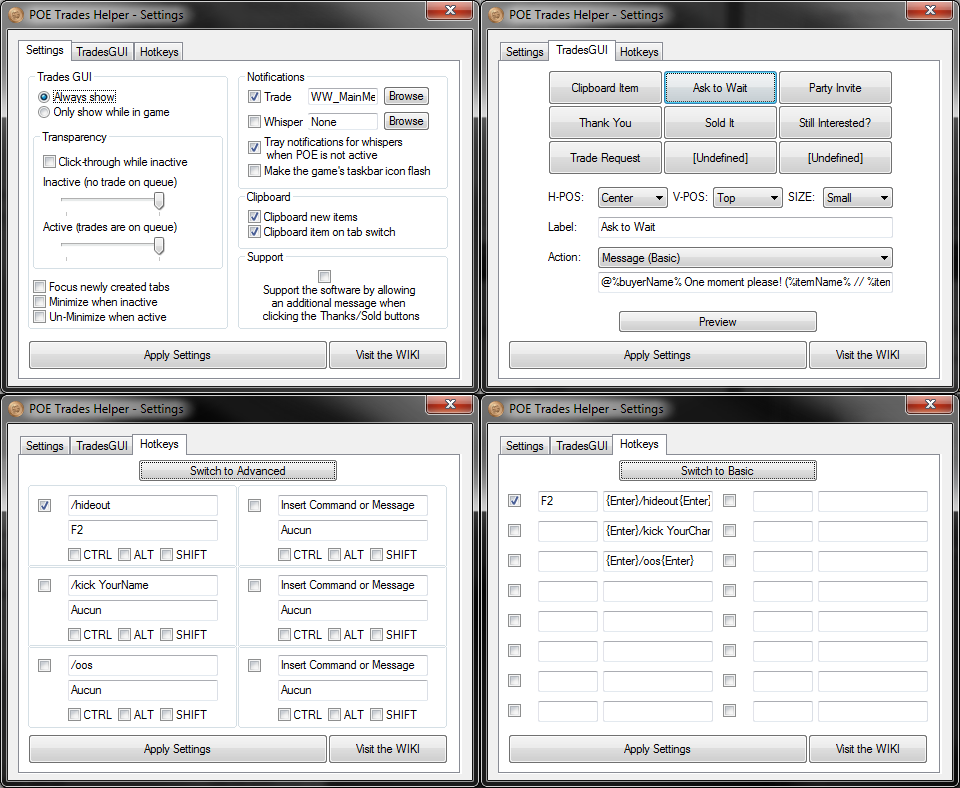 POE Trades Helper - Settings
Settings
TradesGUI
Hotkeys
Trades GUI
Always show
Only show while in game
Transparency
Click-through while inactive
Inactive (no trade on queue)
Active (trades are on queue)
Focus newly created tabs
Minimize when inactive
Un-Minimize when active
Notifications
Trade
WW_MainMe
Browse
Whisper
None
Browse
Tray notifications for whispers
when POE is not active
Make the game's taskbar icon flash
Clipboard
Clipboard new items
Clipboard item on tab switch
Support
Support the software by allowing
an additional message when
clicking the Thanks/Sold buttons
Apply Settings
Visit the WIKI
POE Trades Helper - Settings
Settings
TradesGUI
Hotkeys
Clipboard Item
Ask to Wait
Party Invite
Thank You
Sold It
Still Interested?
Trade Request
[Undefined]
[Undefined]
H-POS:
Center
V-POS:
Top
SIZE:
Small
Label:
Ask to Wait
Action:
Message (Basic)
@%buyerName% One moment please! (%itemName% // %item
Preview
Apply Settings
Visit the WIKI
POE Trades Helper - Settings
Settings
TradesGUI
Hotkeys
Switch to Advanced
/hideout
F2
CTRL
ALT
SHIFT
Insert Command or Message
Aucun
CTRL
ALT
SHIFT
/kick YourName
Aucun
CTRL
ALT
SHIFT
Insert Command or Message
Aucun
CTRL
ALT
SHIFT
/oos
Aucun
CTRL
ALT
SHIFT
Insert Command or Message
Aucun
CTRL
ALT
SHIFT
Apply Settings
Visit the WIKI
POE Trades Helper - Settings
Settings
TradesGUI
Hotkeys
Switch to Basic
F2
{Enter}/hideout{Enter}
{Enter}/kick YourChar
{Enter}/oos{Enter}
Apply Settings
Visit the WIKI